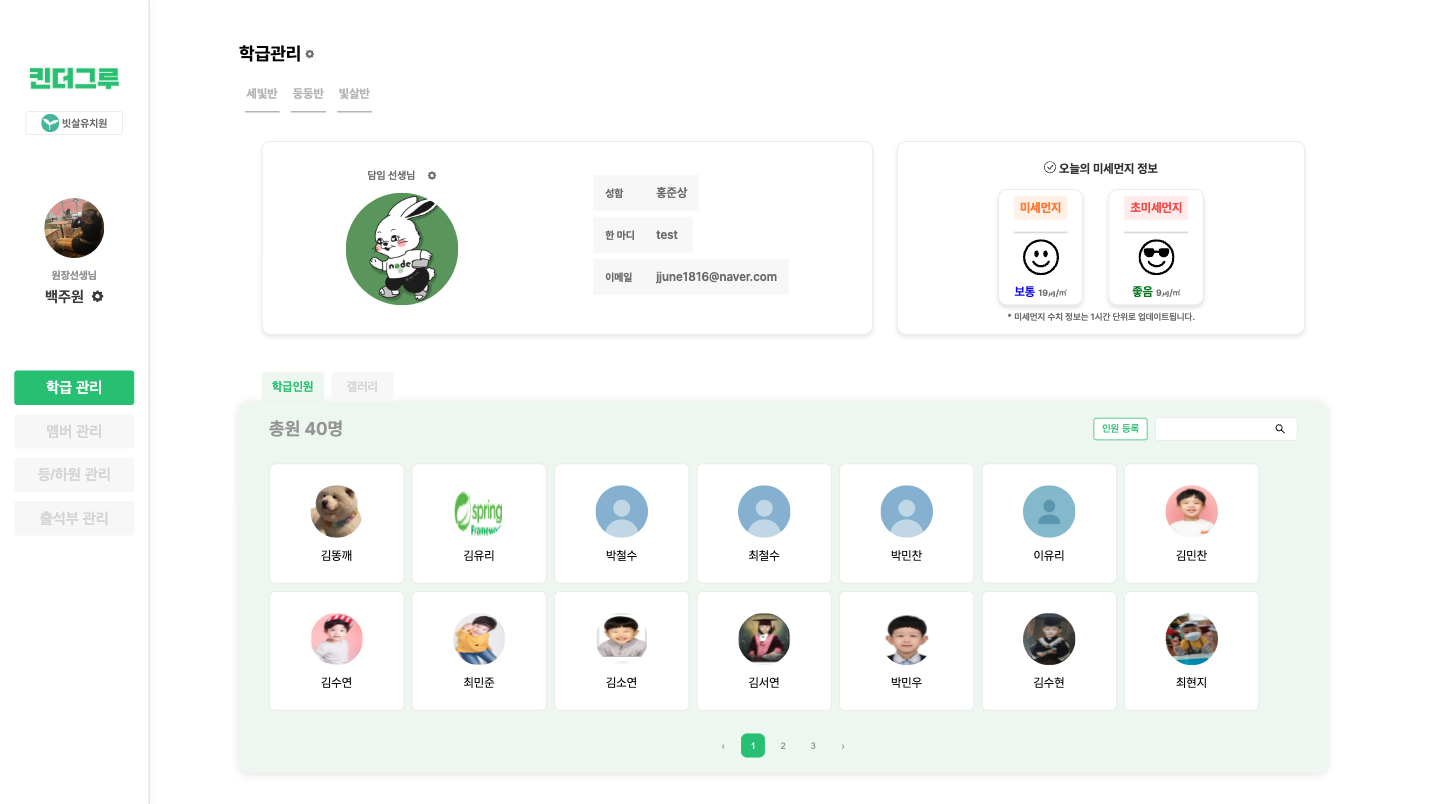 킨더그루
빗살유치원
원장선생님
백주원
학급 관리
멤버 관리
등/하원 관리
출석부 관리
학급관리
세빛반 둥둥반 빛살반
담임 선생님
node
성함 홍준상
한 마디 test
이메일 jjune1816@naver.com
오늘의 미세먼지 정보
미세먼지 초미세먼지
보통 19㎍/㎥ 좋음 9㎍/㎥
* 미세먼지 수치 정보는 1시간 단위로 업데이트됩니다.
학급인원 갤러리
총원 40명
인원 등록
spring
Framewo
김똥깨 김유리 박철수 최철수 박민찬 이유리 김민찬
김수연 최민준 김소연 김서연 박민우 김수현 최현지
‹ 1 2 3 ›